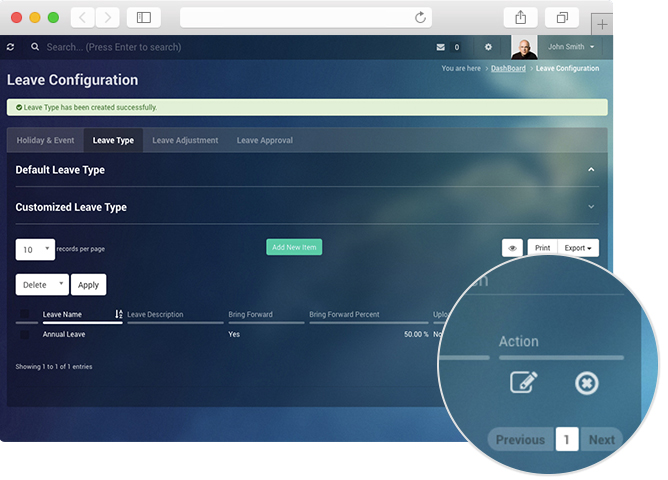 Search... (Press Enter to search)
0
John Smith
You are here > DashBoard > Leave Configuration
Leave Configuration
Leave Type has been created successfully.
Holiday & Event Leave Type Leave Adjustment Leave Approval
Default Leave Type
Customized Leave Type
10 records per page Add New Item Print Export
Delete Apply
Leave Name Leave Description Bring Forward Bring Forward Percent
Annual Leave Yes 50.00 %
Showing 1 to 1 of 1 entries
Action
Previous 1 Next